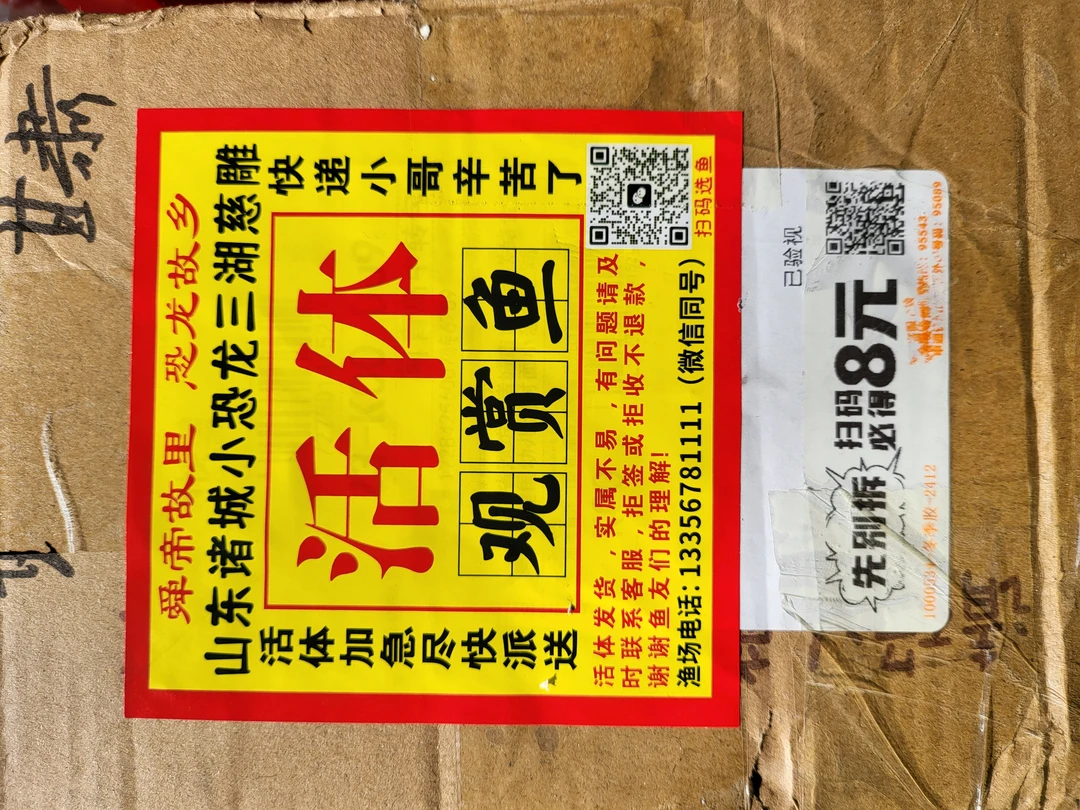 甘肃
舜帝故里 恐龙故乡
山东诸城小恐龙三湖慈雕
活体加急尽快派送
活体
观赏鱼
快递小哥辛苦了
活体发货，实属不易，有问题请及
时联系客服，拒签或拒收不退款，
谢谢鱼友们的理解!
渔场电话:13356781111（微信同号）
扫码选鱼
已验视
先别拆
扫码
必得
8元